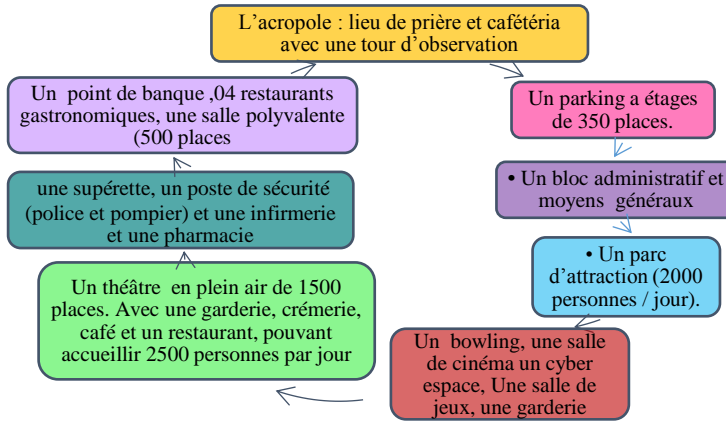 L'acropole : lieu de prière et cafétéria
avec une tour d'observation
Un parking a étages
de 350 places.
• Un bloc administratif et
moyens généraux
• Un parc
d'attraction (2000
personnes / jour).
Un bowling, une salle
de cinéma un cyber
espace, Une salle de
jeux, une garderie
Un théâtre en plein air de 1500
places. Avec une garderie, crémerie,
café et un restaurant, pouvant
accueillir 2500 personnes par jour
une supérette, un poste de sécurité
(police et pompier) et une infirmerie
et une pharmacie
Un point de banque ,04 restaurants
gastronomiques, une salle polyvalente
(500 places